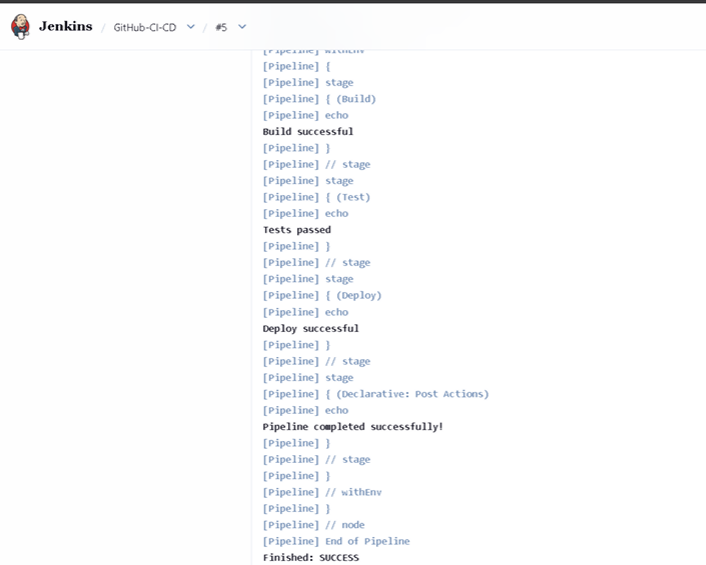 Jenkins / GitHub-CI-CD / #5
[Pipeline] withEnv
[Pipeline] {
[Pipeline] stage
[Pipeline] { (Build)
[Pipeline] echo
Build successful
[Pipeline] }
[Pipeline] // stage
[Pipeline] stage
[Pipeline] { (Test)
[Pipeline] echo
Tests passed
[Pipeline] }
[Pipeline] // stage
[Pipeline] stage
[Pipeline] { (Deploy)
[Pipeline] echo
Deploy successful
[Pipeline] }
[Pipeline] // stage
[Pipeline] stage
[Pipeline] { (Declarative: Post Actions)
[Pipeline] echo
Pipeline completed successfully!
[Pipeline] }
[Pipeline] // stage
[Pipeline] }
[Pipeline] // withEnv
[Pipeline] }
[Pipeline] // node
[Pipeline] End of Pipeline
Finished: SUCCESS